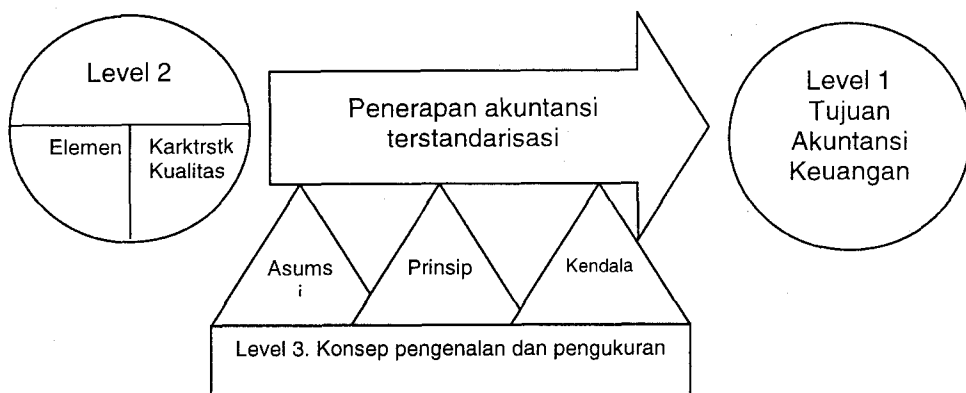 Level 2
Elemen
Karktrstk
Kualitas
Penerapan akuntansi
terstandarisasi
Level 1
Tujuan
Akuntansi
Keuangan
Asums
i
Prinsip
Kendala
Level 3. Konsep pengenalan dan pengukuran